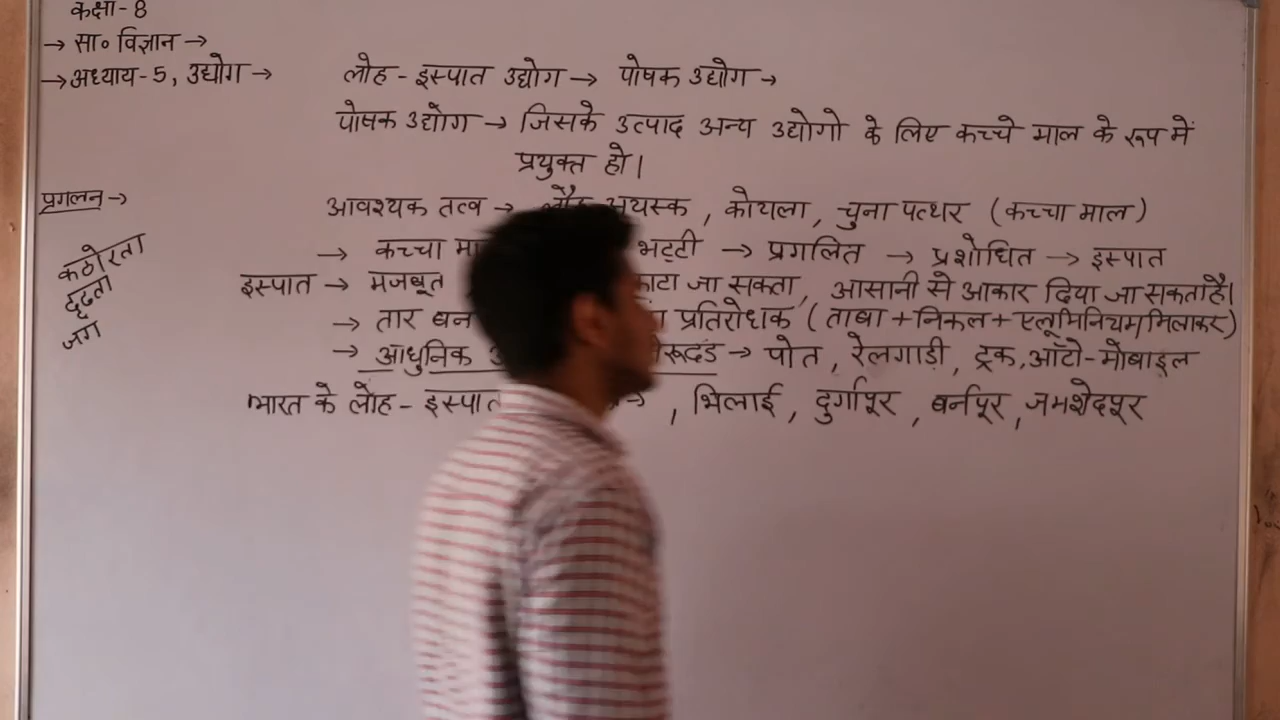 कक्षा-8
→ सा० विज्ञान →
→ अध्याय-5, उद्योग → लोह-इस्पात उद्योग → पोषक उद्योग →
पोषक उद्योग → जिसके उत्पाद अन्य उद्योगो के लिए कच्चे माल के रूप में
प्रयुक्त हो।
प्रगलन →
आवश्यक तत्व → लौह अयस्क , कोयला, चुना पत्थर (कच्चा माल)
→ कच्चा भट्टी → प्रगलित → प्रशोधित → इस्पात
इस्पात → मजबूत काटा जा सकता, आसानी से आकार दिया जा सकता है।
→ तार प्रतिरोधक (ताबा+निकल+एलूमिनियम मिलाकर)
→ आधुनिक → पोत, रेलगाड़ी, ट्रक, ऑटो-मोबाइल
भारत के लोह-इस्पात → , भिलाई, दुर्गापूर, बर्नपूर, जमशेदपूर
कठोरता
दृढ़ता
जग